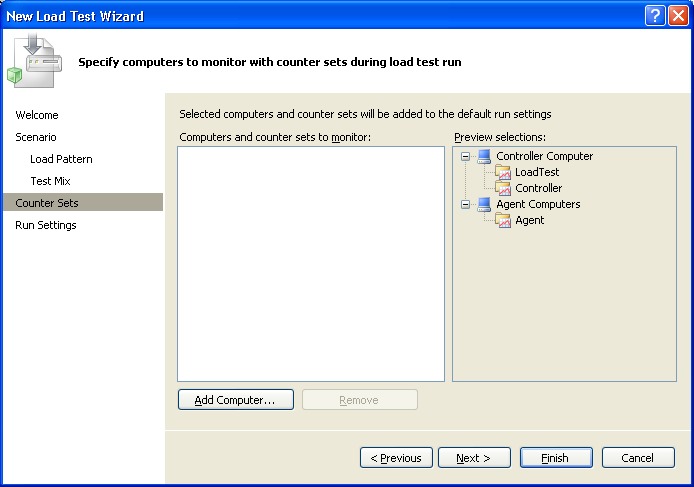 New Load Test Wizard
Specify computers to monitor with counter sets during load test run
Welcome
Scenario
Load Pattern
Test Mix
Counter Sets
Run Settings
Selected computers and counter sets will be added to the default run settings
Computers and counter sets to monitor:
Preview selections:
Controller Computer
LoadTest
Controller
Agent Computers
Agent
Add Computer...
Remove
< Previous
Next >
Finish
Cancel